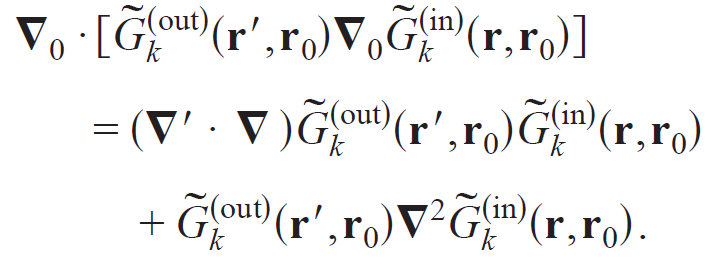 ∇₀ · [G̃ₖ⁽ᵒᵘᵗ⁾(r′,r₀)∇₀G̃ₖ⁽ⁱⁿ⁾(r,r₀)]
= (∇′ · ∇)G̃ₖ⁽ᵒᵘᵗ⁾(r′,r₀)G̃ₖ⁽ⁱⁿ⁾(r,r₀)
+ G̃ₖ⁽ᵒᵘᵗ⁾(r′,r₀)∇²G̃ₖ⁽ⁱⁿ⁾(r,r₀).